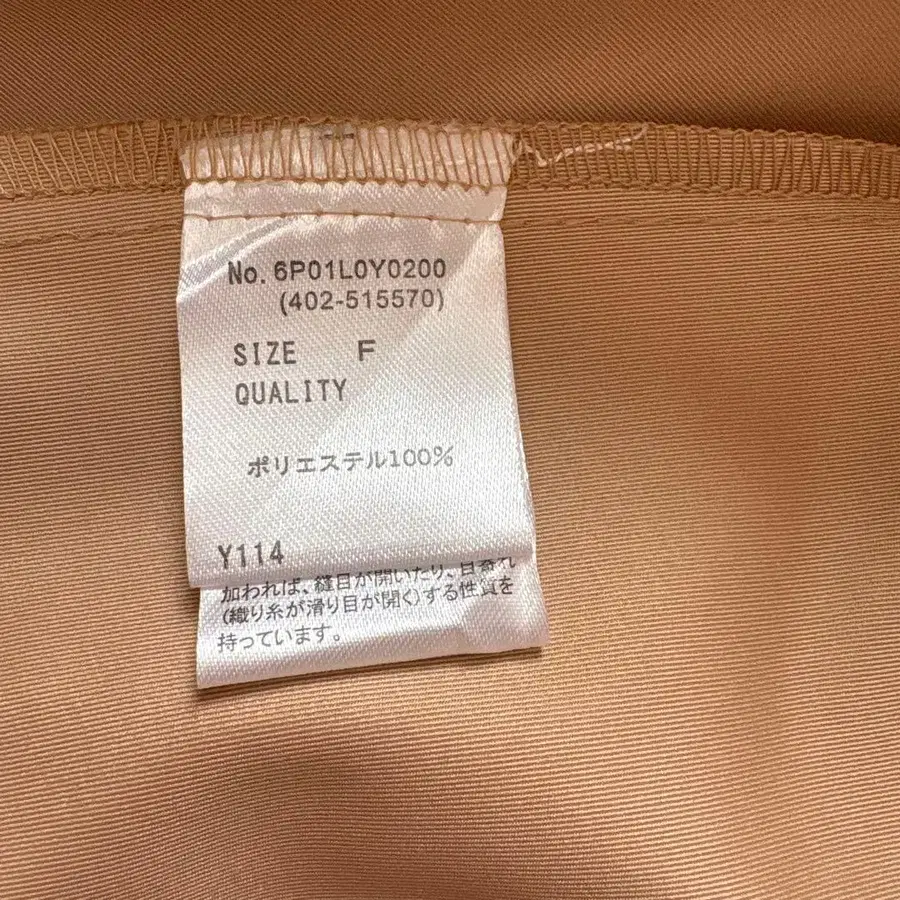 No. 6P01L0Y0200
(402-515570)
SIZE F
QUALITY
ポリエステル100%
Y114
加われば、縫目が開いたり、目寄れ
(織り糸が滑り目が開く)する性質を
持っています。